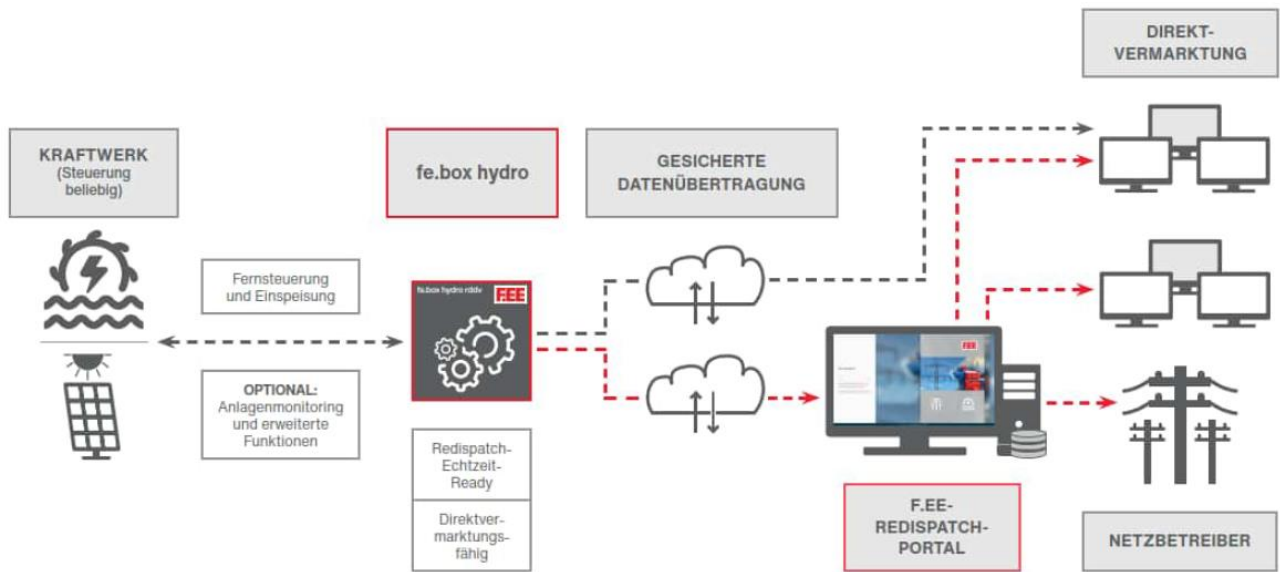 KRAFTWERK
(Steuerung
beliebig)
Fernsteuerung
und Einspeisung
OPTIONAL:
Anlagenmonitoring
und erweiterte
Funktionen
fe.box hydro
fe.box hydro rddv
F.EE
Redispatch-
Echtzeit-
Ready
Direktver-
marktungs-
fähig
GESICHERTE
DATENÜBERTRAGUNG
F.EE
F.EE-
REDISPATCH-
PORTAL
DIREKT-
VERMARKTUNG
NETZBETREIBER